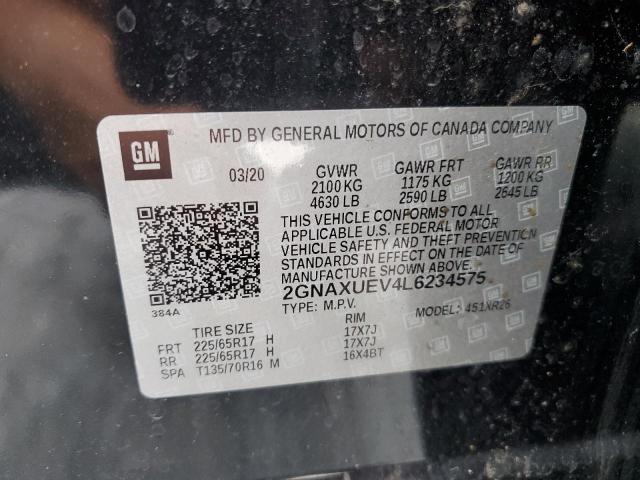 GM
MFD BY GENERAL MOTORS OF CANADA COMPANY
03/20 GVWR GAWR FRT GAWR RR
2100 KG 1175 KG 1200 KG
4630 LB 2590 LB 2645 LB
THIS VEHICLE CONFORMS TO ALL
APPLICABLE U.S. FEDERAL MOTOR
VEHICLE SAFETY AND THEFT PREVENTION
STANDARDS IN EFFECT ON THE DATE OF
MANUFACTURE SHOWN ABOVE.
2GNAXUEV4L6234575
384A TYPE: M.P.V. MODEL: 451XR26
TIRE SIZE RIM
FRT 225/65R17 H 17X7J
RR 225/65R17 H 17X7J
SPA T135/70R16 M 16X4BT